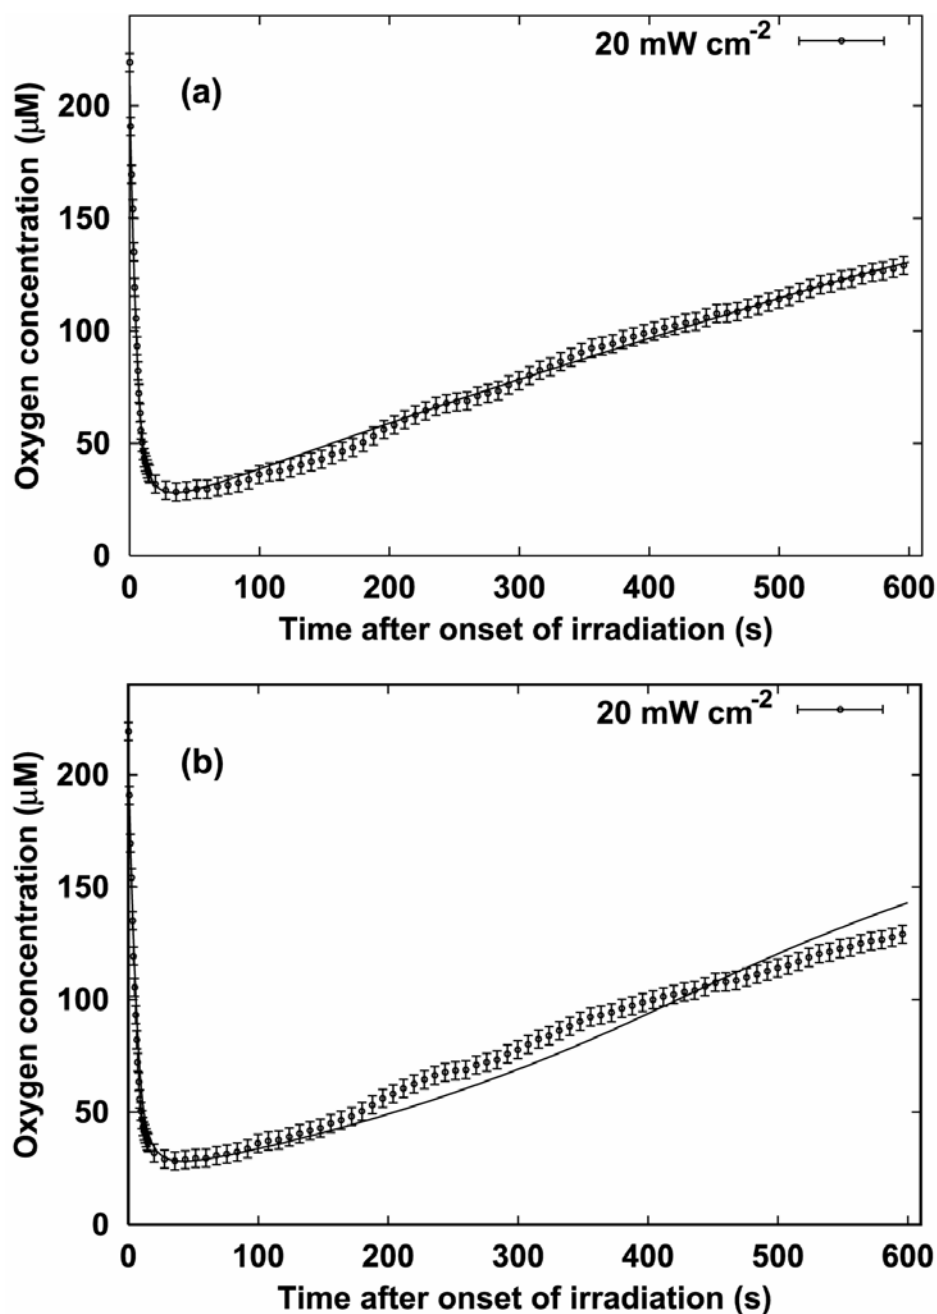 20 mW cm-2
(a)
200
150
100
50
0
Oxygen concentration (μM)
0 100 200 300 400 500 600
Time after onset of irradiation (s)
20 mW cm-2
(b)
200
150
100
50
0
Oxygen concentration (μM)
0 100 200 300 400 500 600
Time after onset of irradiation (s)